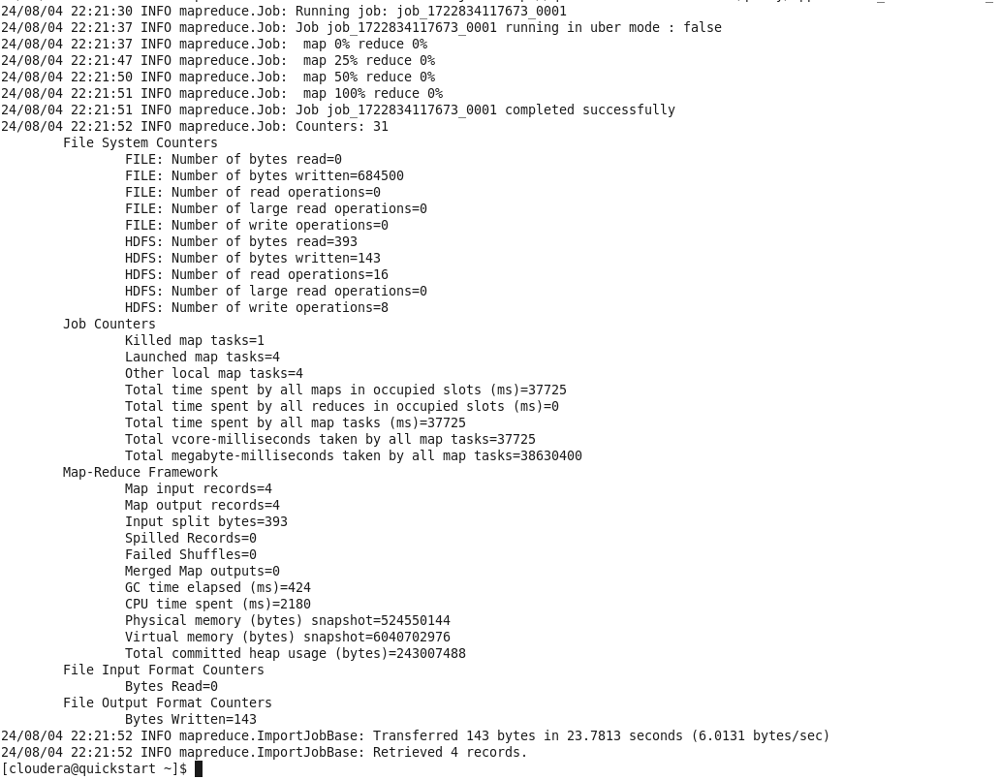 24/08/04 22:21:30 INFO mapreduce.Job: Running job: job_1722834117673_0001
24/08/04 22:21:37 INFO mapreduce.Job: Job job_1722834117673_0001 running in uber mode : false
24/08/04 22:21:37 INFO mapreduce.Job:  map 0% reduce 0%
24/08/04 22:21:47 INFO mapreduce.Job:  map 25% reduce 0%
24/08/04 22:21:50 INFO mapreduce.Job:  map 50% reduce 0%
24/08/04 22:21:51 INFO mapreduce.Job:  map 100% reduce 0%
24/08/04 22:21:51 INFO mapreduce.Job: Job job_1722834117673_0001 completed successfully
24/08/04 22:21:52 INFO mapreduce.Job: Counters: 31
File System Counters
FILE: Number of bytes read=0
FILE: Number of bytes written=684500
FILE: Number of read operations=0
FILE: Number of large read operations=0
FILE: Number of write operations=0
HDFS: Number of bytes read=393
HDFS: Number of bytes written=143
HDFS: Number of read operations=16
HDFS: Number of large read operations=0
HDFS: Number of write operations=8
Job Counters
Killed map tasks=1
Launched map tasks=4
Other local map tasks=4
Total time spent by all maps in occupied slots (ms)=37725
Total time spent by all reduces in occupied slots (ms)=0
Total time spent by all map tasks (ms)=37725
Total vcore-milliseconds taken by all map tasks=37725
Total megabyte-milliseconds taken by all map tasks=38630400
Map-Reduce Framework
Map input records=4
Map output records=4
Input split bytes=393
Spilled Records=0
Failed Shuffles=0
Merged Map outputs=0
GC time elapsed (ms)=424
CPU time spent (ms)=2180
Physical memory (bytes) snapshot=524550144
Virtual memory (bytes) snapshot=6040702976
Total committed heap usage (bytes)=243007488
File Input Format Counters
Bytes Read=0
File Output Format Counters
Bytes Written=143
24/08/04 22:21:52 INFO mapreduce.ImportJobBase: Transferred 143 bytes in 23.7813 seconds (6.0131 bytes/sec)
24/08/04 22:21:52 INFO mapreduce.ImportJobBase: Retrieved 4 records.
[cloudera@quickstart ~]$